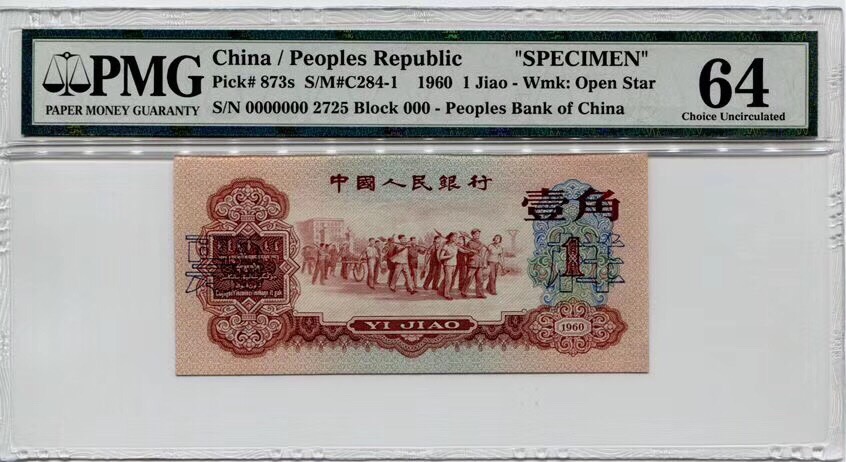 PMG
PAPER MONEY GUARANTY
China / Peoples Republic "SPECIMEN"
Pick# 873s S/M#C284-1 1960 1 Jiao - Wmk: Open Star
S/N 0000000 2725 Block 000 - Peoples Bank of China
64
Choice Uncirculated
中國人民銀行
壹角
票
1
樣
YI JIAO
1960